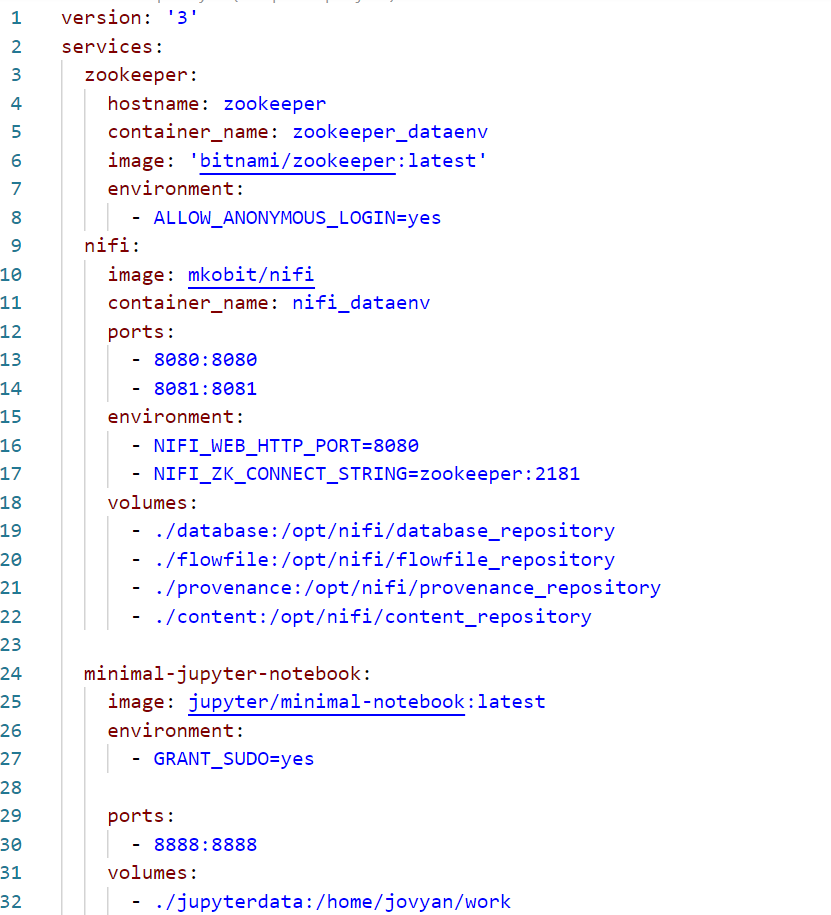 1 version: '3'
2 services:
3   zookeeper:
4     hostname: zookeeper
5     container_name: zookeeper_dataenv
6     image: 'bitnami/zookeeper:latest'
7     environment:
8       - ALLOW_ANONYMOUS_LOGIN=yes
9   nifi:
10     image: mkobit/nifi
11     container_name: nifi_dataenv
12     ports:
13       - 8080:8080
14       - 8081:8081
15     environment:
16       - NIFI_WEB_HTTP_PORT=8080
17       - NIFI_ZK_CONNECT_STRING=zookeeper:2181
18     volumes:
19       - ./database:/opt/nifi/database_repository
20       - ./flowfile:/opt/nifi/flowfile_repository
21       - ./provenance:/opt/nifi/provenance_repository
22       - ./content:/opt/nifi/content_repository
23
24   minimal-jupyter-notebook:
25     image: jupyter/minimal-notebook:latest
26     environment:
27       - GRANT_SUDO=yes
28
29     ports:
30       - 8888:8888
31     volumes:
32       - ./jupyterdata:/home/jovyan/work